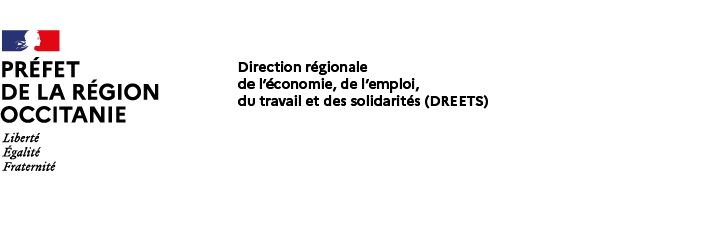 PRÉFET
DE LA RÉGION
OCCITANIE
Liberté
Égalité
Fraternité
Direction régionale
de l'économie, de l'emploi,
du travail et des solidarités (DREETS)